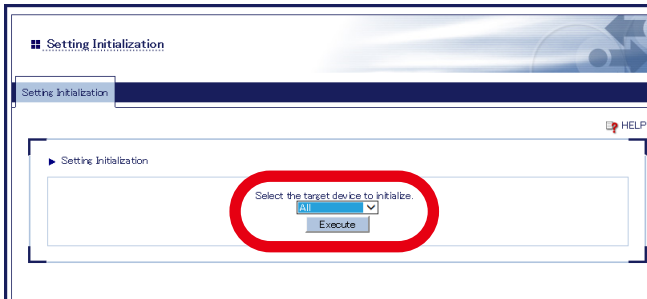 Setting Initialization
Setting Initialization
HELP
Setting Initialization
Select the target device to initialize.
All
Execute